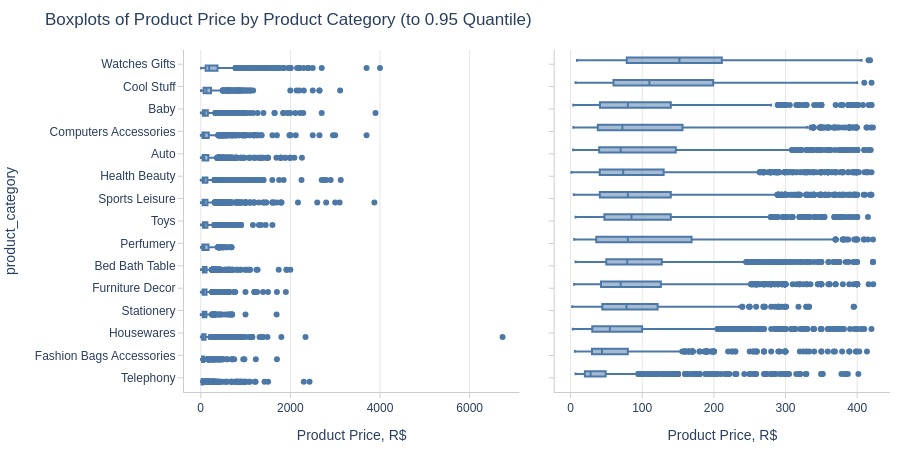 Boxplots of Product Price by Product Category (to 0.95 Quantile)
product_category
Watches Gifts
Cool Stuff
Baby
Computers Accessories
Auto
Health Beauty
Sports Leisure
Toys
Perfumery
Bed Bath Table
Furniture Decor
Stationery
Housewares
Fashion Bags Accessories
Telephony
0 2000 4000 6000
Product Price, R$
0 100 200 300 400
Product Price, R$